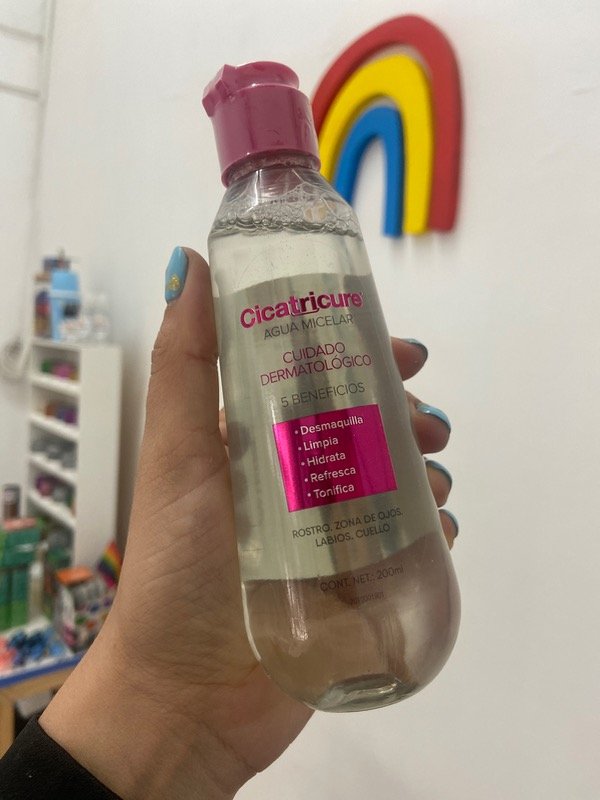 Cicatricure
AGUA MICELAR
CUIDADO
DERMATOLÓGICO
5 BENEFICIOS
• Desmaquilla
• Limpia
• Hidrata
• Refresca
• Tonifica
ROSTRO, ZONA DE OJOS,
LABIOS, CUELLO
CONT. NET.: 200ml